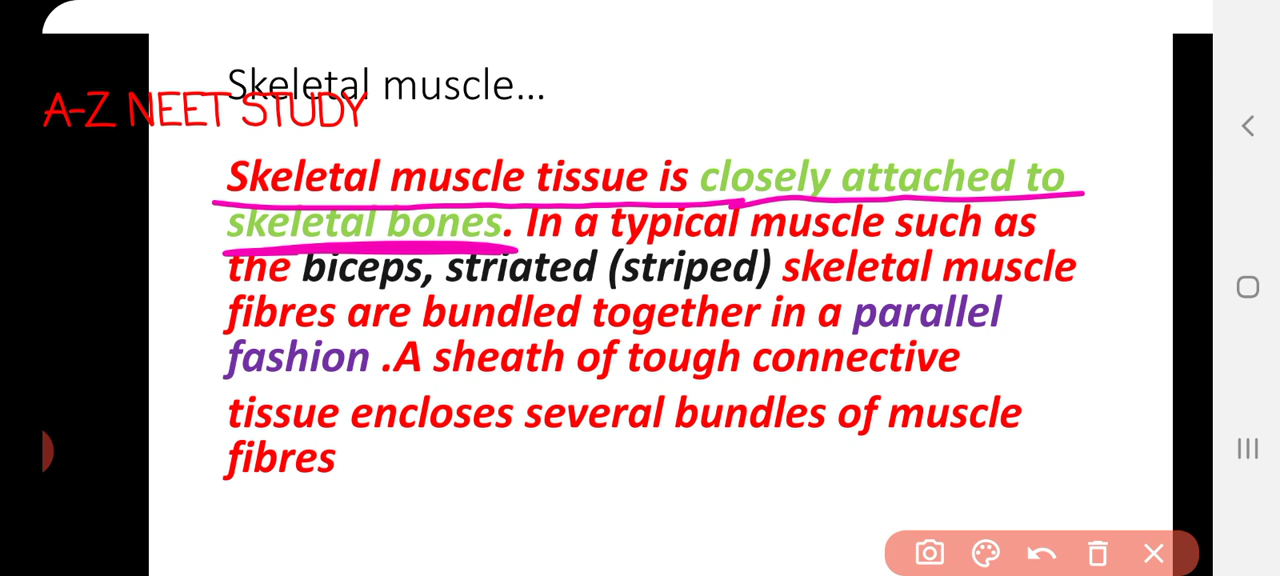 Skeletal muscle...
A-Z NEET STUDY
Skeletal muscle tissue is closely attached to
skeletal bones. In a typical muscle such as
the biceps, striated (striped) skeletal muscle
fibres are bundled together in a parallel
fashion .A sheath of tough connective
tissue encloses several bundles of muscle
fibres